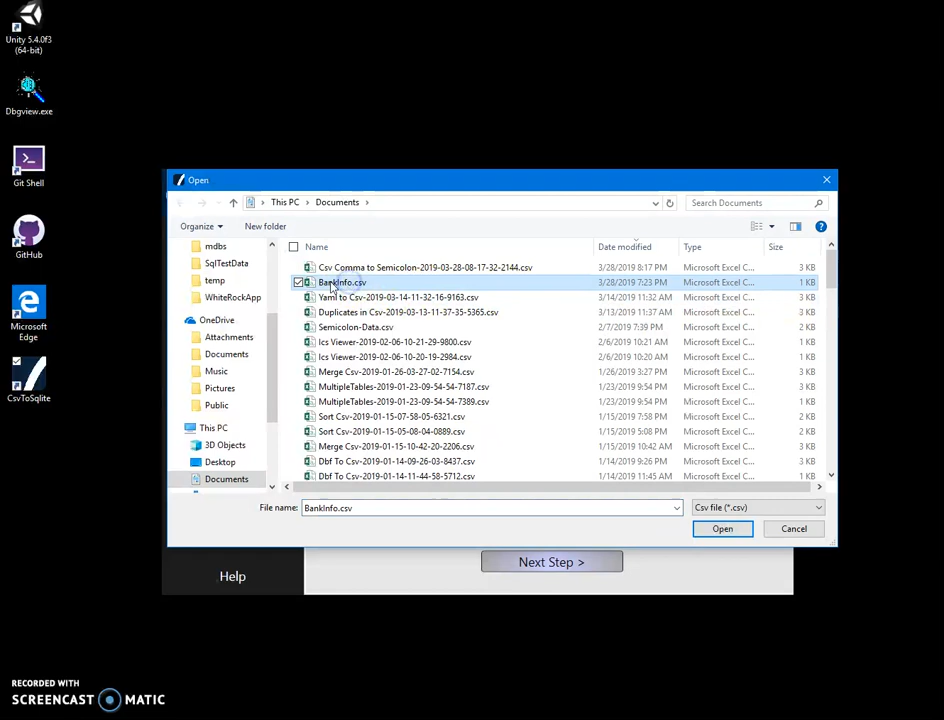 Unity 5.4.0f3
(64-bit)
Dbgview.exe
Git Shell
GitHub
Microsoft
Edge
CsvToSqlite
Open
This PC > Documents >
Search Documents
Organize
New folder
mdbs
SqlTestData
temp
WhiteRockApp
OneDrive
Attachments
Documents
Music
Pictures
Public
This PC
3D Objects
Desktop
Documents
Name Date modified Type Size
Csv Comma to Semicolon-2019-03-28-08-17-32-2144.csv 3/28/2019 8:17 PM Microsoft Excel C... 3 KB
BankInfo.csv 3/28/2019 7:23 PM Microsoft Excel C... 1 KB
Yaml to Csv-2019-03-14-11-32-16-9163.csv 3/14/2019 11:32 AM Microsoft Excel C... 3 KB
Duplicates in Csv-2019-03-13-11-37-35-5365.csv 3/13/2019 11:37 AM Microsoft Excel C... 3 KB
Semicolon-Data.csv 2/7/2019 7:39 PM Microsoft Excel C... 1 KB
Ics Viewer-2019-02-06-10-21-29-9800.csv 2/6/2019 10:21 AM Microsoft Excel C... 1 KB
Ics Viewer-2019-02-06-10-20-19-2984.csv 2/6/2019 10:20 AM Microsoft Excel C... 1 KB
Merge Csv-2019-01-26-03-27-02-7154.csv 1/26/2019 3:27 PM Microsoft Excel C... 3 KB
MultipleTables-2019-01-23-09-54-54-7187.csv 1/23/2019 9:54 PM Microsoft Excel C... 3 KB
MultipleTables-2019-01-23-09-54-54-7389.csv 1/23/2019 9:54 PM Microsoft Excel C... 1 KB
Sort Csv-2019-01-15-07-58-05-6321.csv 1/15/2019 7:58 PM Microsoft Excel C... 2 KB
Sort Csv-2019-01-15-05-08-04-0889.csv 1/15/2019 5:08 PM Microsoft Excel C... 1 KB
Merge Csv-2019-01-15-10-42-20-2206.csv 1/15/2019 10:42 AM Microsoft Excel C... 3 KB
Dbf To Csv-2019-01-14-09-26-03-8437.csv 1/14/2019 9:26 PM Microsoft Excel C... 3 KB
Dbf To Csv-2019-01-14-11-44-58-5712.csv 1/14/2019 11:45 AM Microsoft Excel C... 1 KB
File name: BankInfo.csv Csv file (*.csv)
Open Cancel
Next Step >
Help
RECORDED WITH
SCREENCAST MATIC